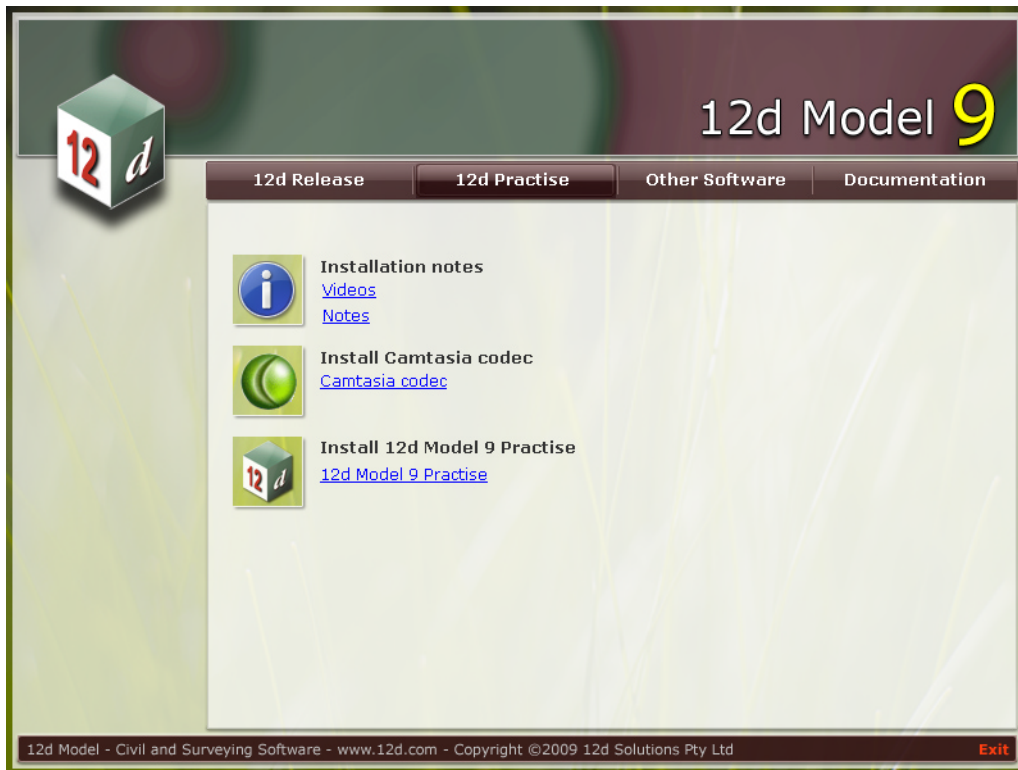 12d Model 9
12 d
12d Release 12d Practise Other Software Documentation
Installation notes
Videos
Notes
Install Camtasia codec
Camtasia codec
Install 12d Model 9 Practise
12 d
12d Model 9 Practise
12d Model - Civil and Surveying Software - www.12d.com - Copyright ©2009 12d Solutions Pty Ltd Exit